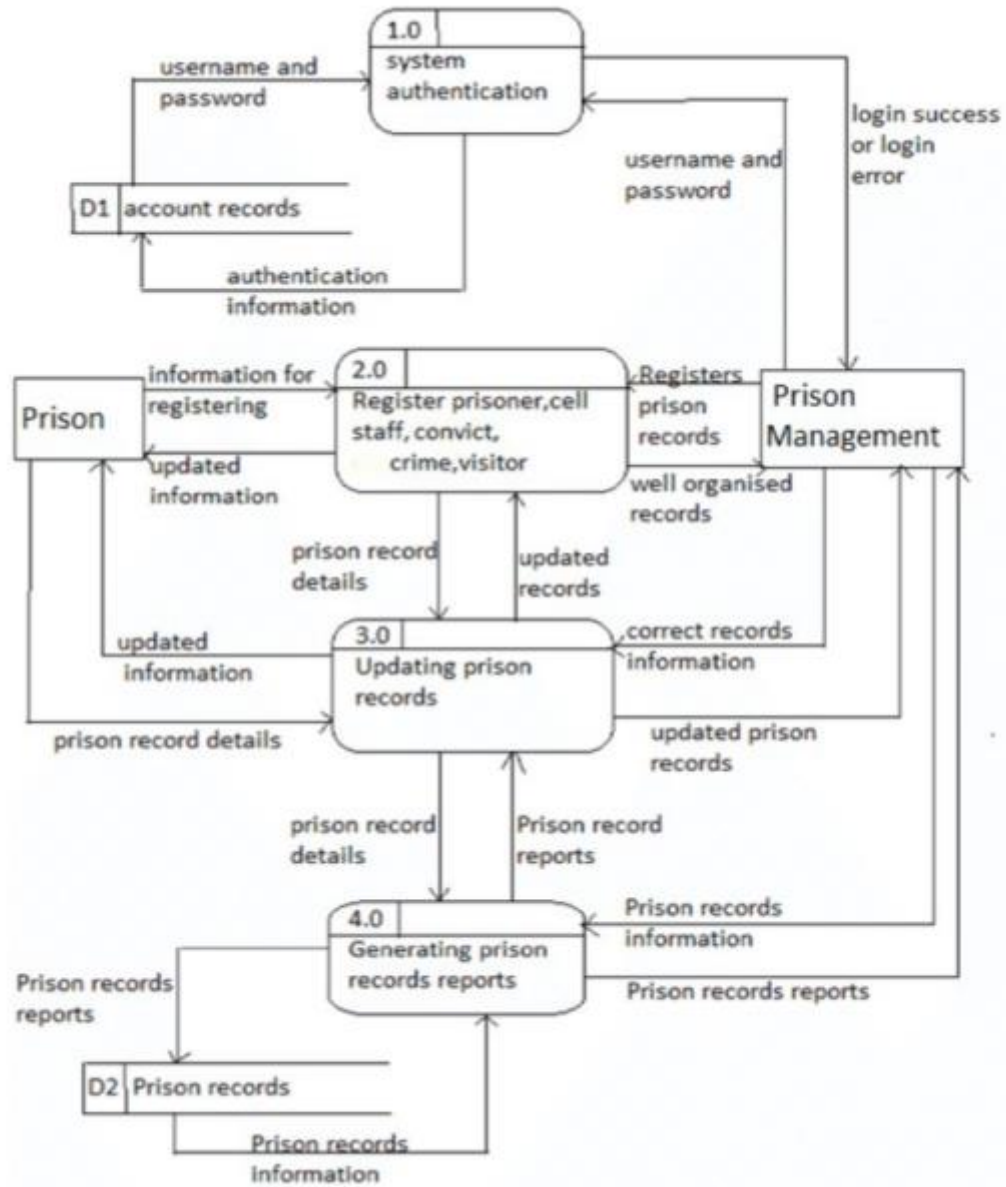 1.0
system
authentication
username and
password
login success
or login
error
username and
password
D1 account records
authentication
information
2.0
Register prisoner,cell
staff, convict,
crime,visitor
information for
registering
Prison
updated
information
Registers
prison
records
Prison
Management
well organised
records
prison record
details
updated
records
3.0
Updating prison
records
updated
information
correct records
information
prison record details
updated prison
records
prison record
details
Prison record
reports
4.0
Generating prison
records reports
Prison records
information
Prison records reports
Prison records
reports
D2 Prison records
Prison records
information